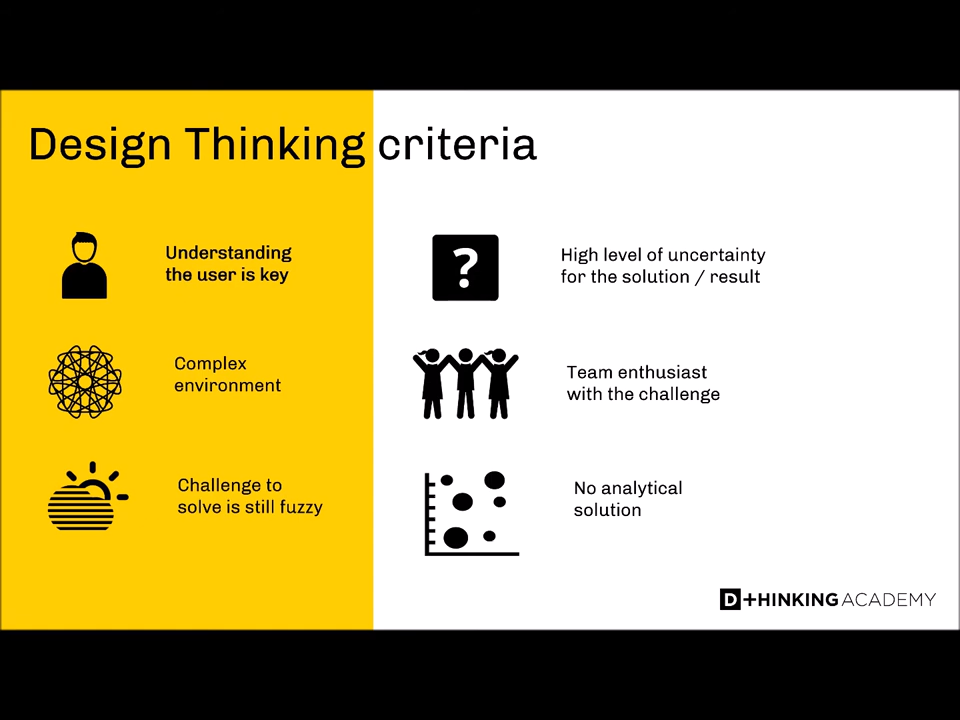 Design Thinking criteria
Understanding
the user is key
Complex
environment
Challenge to
solve is still fuzzy
?
High level of uncertainty
for the solution / result
Team enthusiast
with the challenge
No analytical
solution
D+HINKING ACADEMY